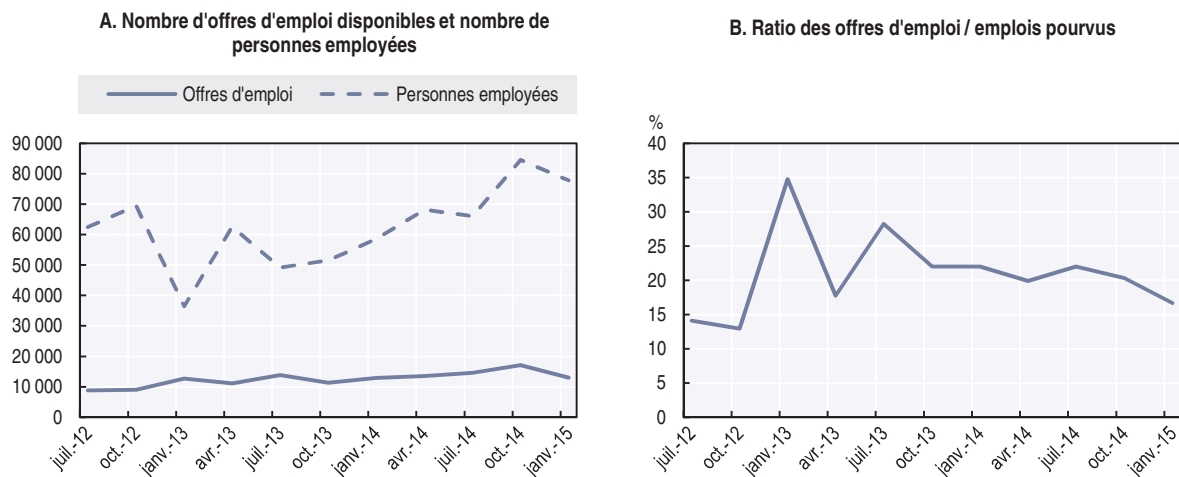 A. Nombre d'offres d'emploi disponibles et nombre de
personnes employées
Offres d'emploi
Personnes employées
90 000
80 000
70 000
60 000
50 000
40 000
30 000
20 000
10 000
0
juil.-12
oct.-12
janv.-13
avr.-13
juil.-13
oct.-13
janv.-14
avr.-14
juil.-14
oct.-14
janv.-15
B. Ratio des offres d'emploi / emplois pourvus
%
40
35
30
25
20
15
10
5
0
juil.-12
oct.-12
janv.-13
avr.-13
juil.-13
oct.-13
janv.-14
avr.-14
juil.-14
oct.-14
janv.-15